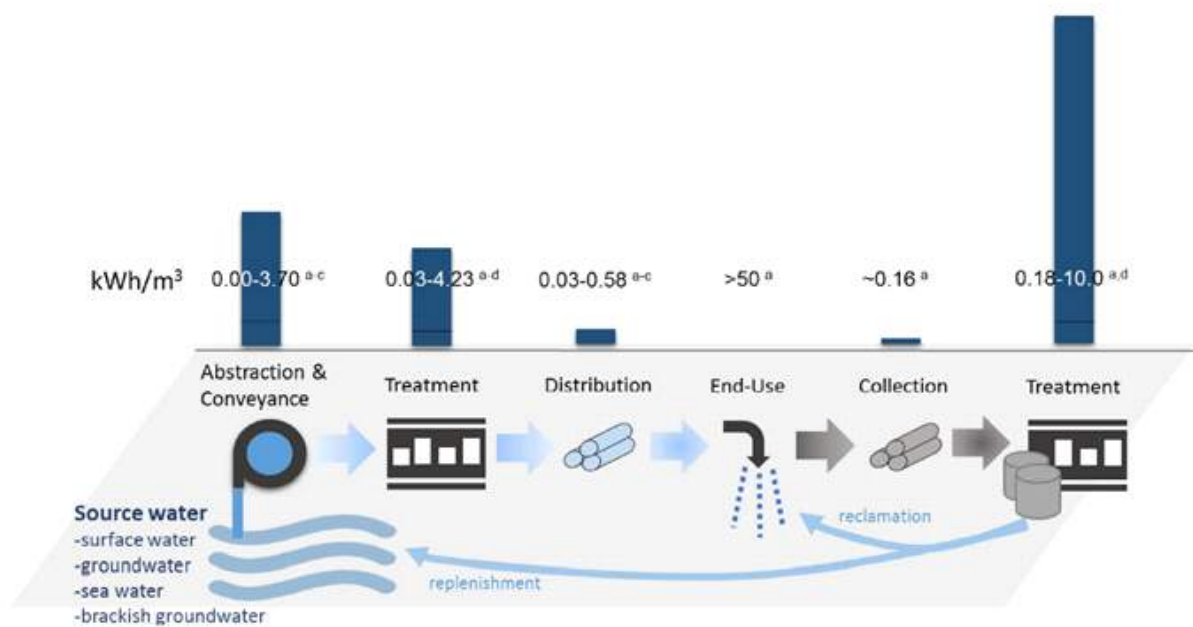 kWh/m³ 0.00-3.70 a-c 0.03-4.23 a-d 0.03-0.58 a-c >50 a ~0.16 a 0.18-10.0 a,d
Abstraction &
Conveyance
Treatment
Distribution
End-Use
Collection
Treatment
Source water
-surface water
-groundwater
-sea water
-brackish groundwater
reclamation
replenishment